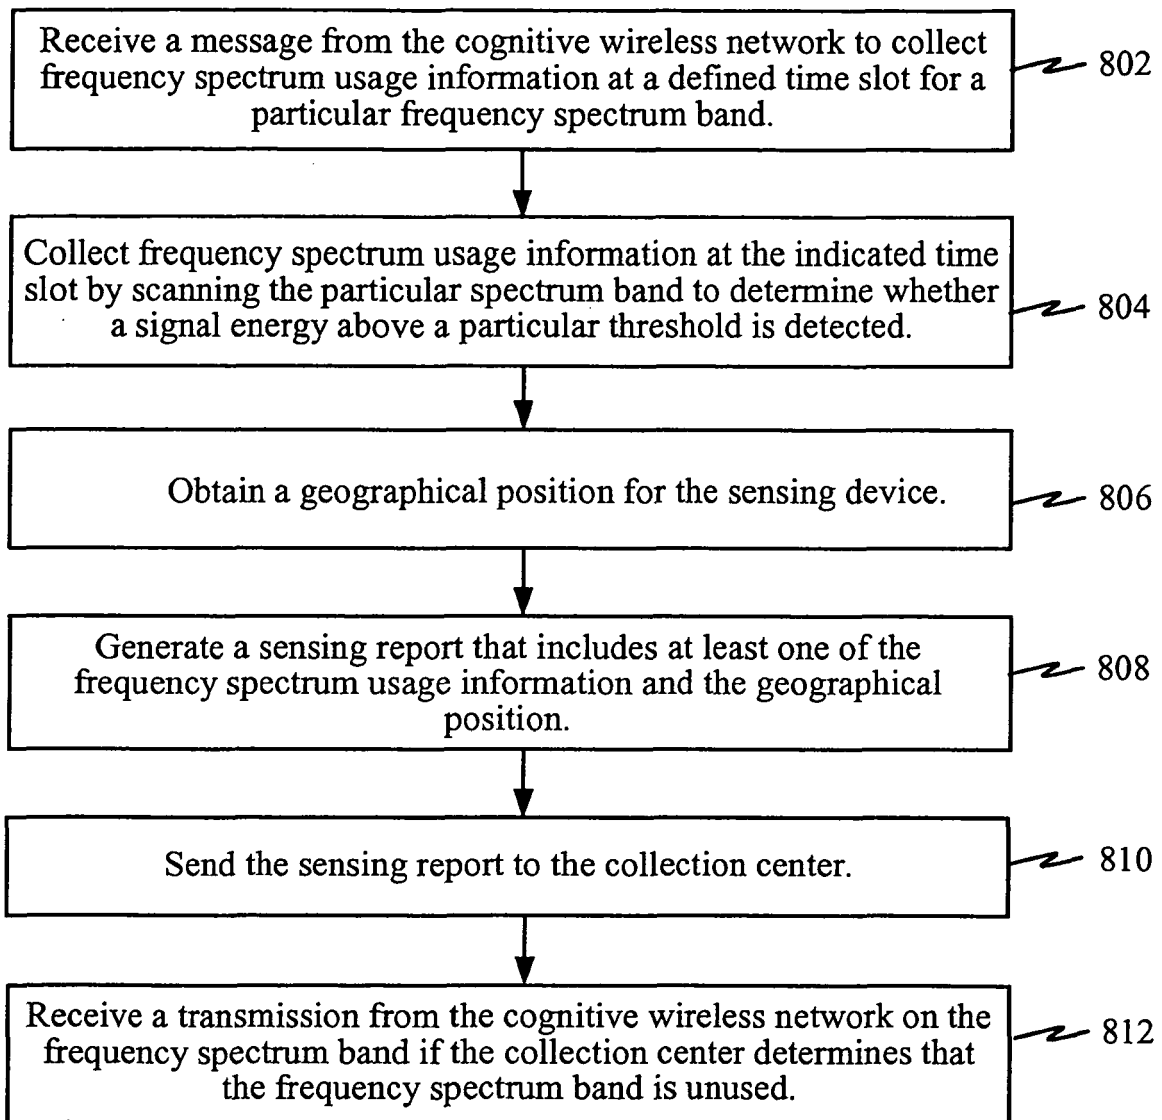 Receive a message from the cognitive wireless network to collect
frequency spectrum usage information at a defined time slot for a
particular frequency spectrum band.
802
Collect frequency spectrum usage information at the indicated time
slot by scanning the particular spectrum band to determine whether
a signal energy above a particular threshold is detected.
804
Obtain a geographical position for the sensing device.
806
Generate a sensing report that includes at least one of the
frequency spectrum usage information and the geographical
position.
808
Send the sensing report to the collection center.
810
Receive a transmission from the cognitive wireless network on the
frequency spectrum band if the collection center determines that
the frequency spectrum band is unused.
812